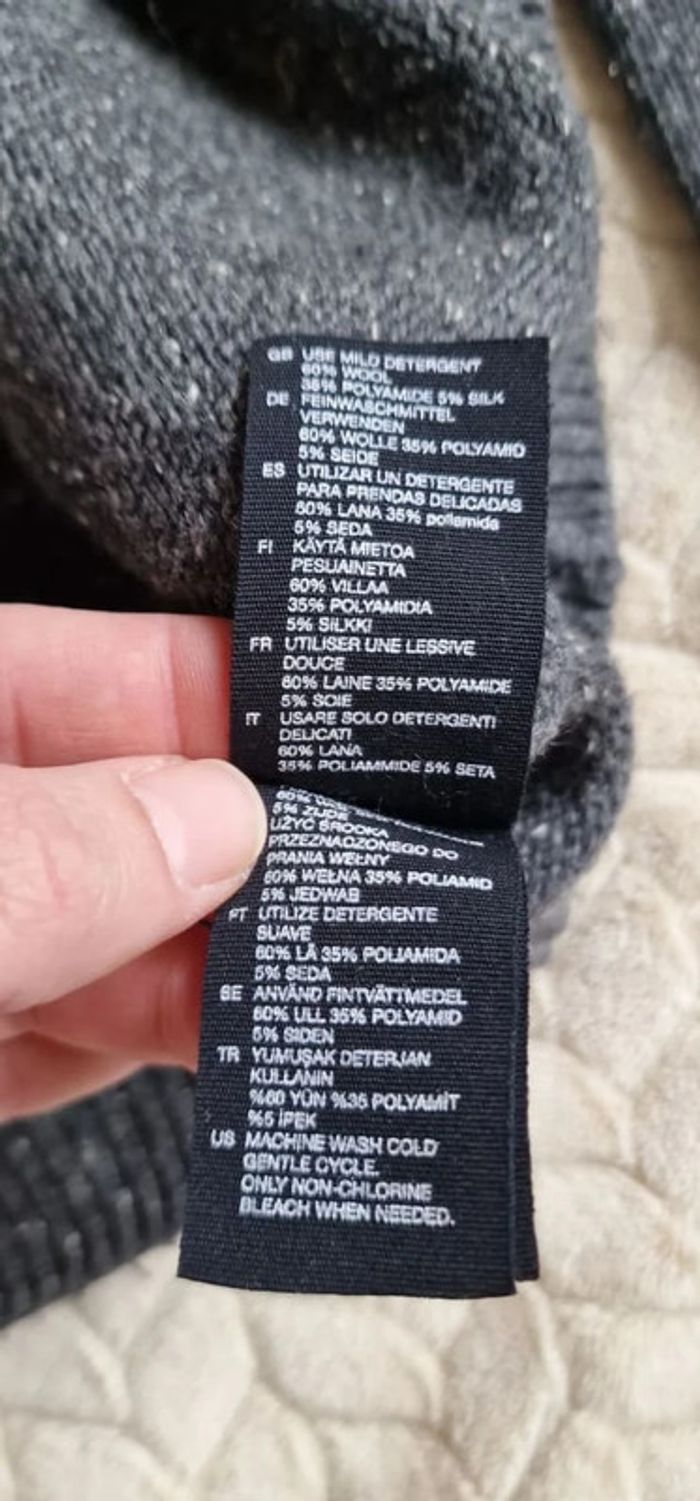 GB USE MILD DETERGENT
60% WOOL
35% POLYAMIDE 5% SILK
DE FEINWASCHMITTEL
VERWENDEN
60% WOLLE 35% POLYAMID
5% SEIDE
ES UTILIZAR UN DETERGENTE
PARA PRENDAS DELICADAS
60% LANA 35% poliamida
5% SEDA
FI KÄYTÄ MIETOA
PESUAINETTA
60% VILLAA
35% POLYAMIDIA
5% SILKKI
FR UTILISER UNE LESSIVE
DOUCE
60% LAINE 35% POLYAMIDE
5% SOIE
IT USARE SOLO DETERGENTI
DELICATI
60% LANA
35% POLIAMMIDE 5% SETA
60%
5% ZIJDE
UŻYĆ ŚRODKA
PRZEZNACZONEGO DO
PRANIA WEŁNY
60% WEŁNA 35% POLIAMID
5% JEDWAB
PT UTILIZE DETERGENTE
SUAVE
60% LÃ 35% POLIAMIDA
5% SEDA
SE ANVÄND FINTVÄTTMEDEL
60% ULL 35% POLYAMID
5% SIDEN
TR YUMUŞAK DETERJAN
KULLANIN
%60 YÜN %35 POLYAMİT
%5 İPEK
US MACHINE WASH COLD
GENTLE CYCLE.
ONLY NON-CHLORINE
BLEACH WHEN NEEDED.